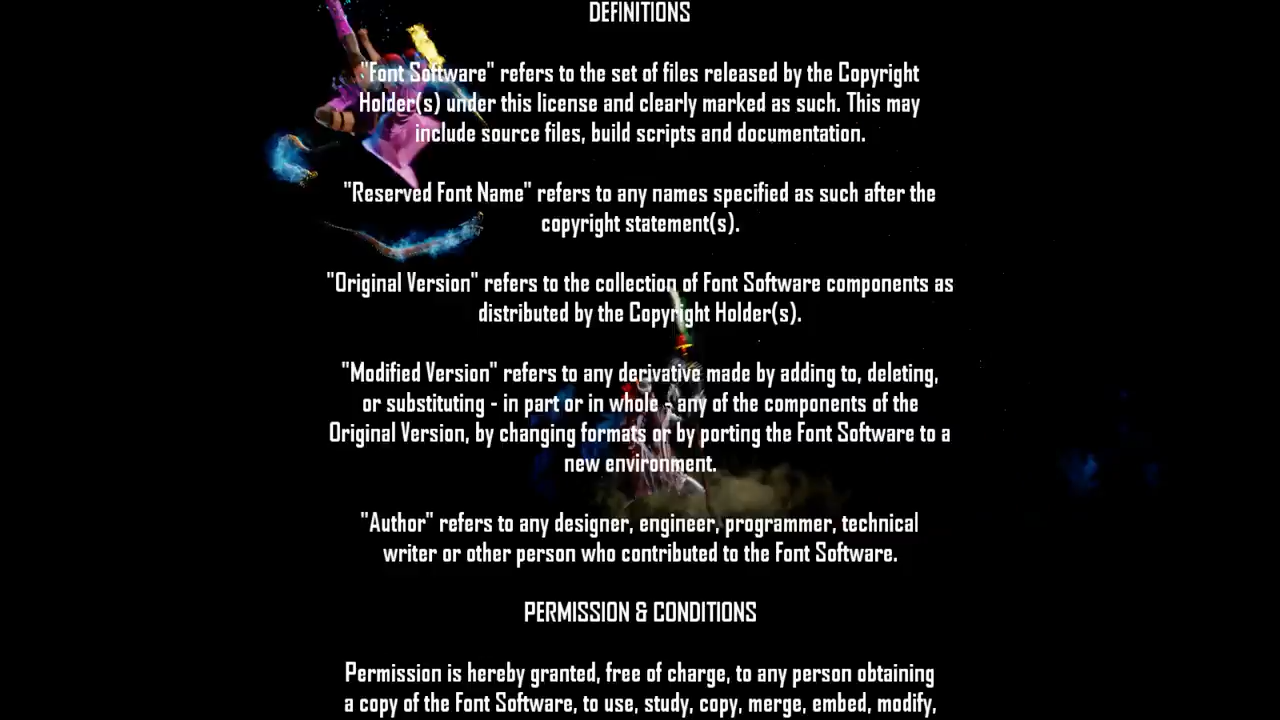 DEFINITIONS
"Font Software" refers to the set of files released by the Copyright
Holder(s) under this license and clearly marked as such. This may
include source files, build scripts and documentation.
"Reserved Font Name" refers to any names specified as such after the
copyright statement(s).
"Original Version" refers to the collection of Font Software components as
distributed by the Copyright Holder(s).
"Modified Version" refers to any derivative made by adding to, deleting,
or substituting - in part or in whole - any of the components of the
Original Version, by changing formats or by porting the Font Software to a
new environment.
"Author" refers to any designer, engineer, programmer, technical
writer or other person who contributed to the Font Software.
PERMISSION & CONDITIONS
Permission is hereby granted, free of charge, to any person obtaining
a copy of the Font Software, to use, study, copy, merge, embed, modify,